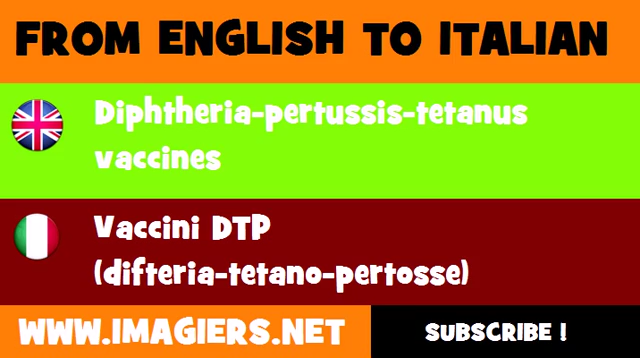 FROM ENGLISH TO ITALIAN
Diphtheria-pertussis-tetanus
vaccines
Vaccini DTP
(difteria-tetano-pertosse)
WWW.IMAGIERS.NET
SUBSCRIBE !